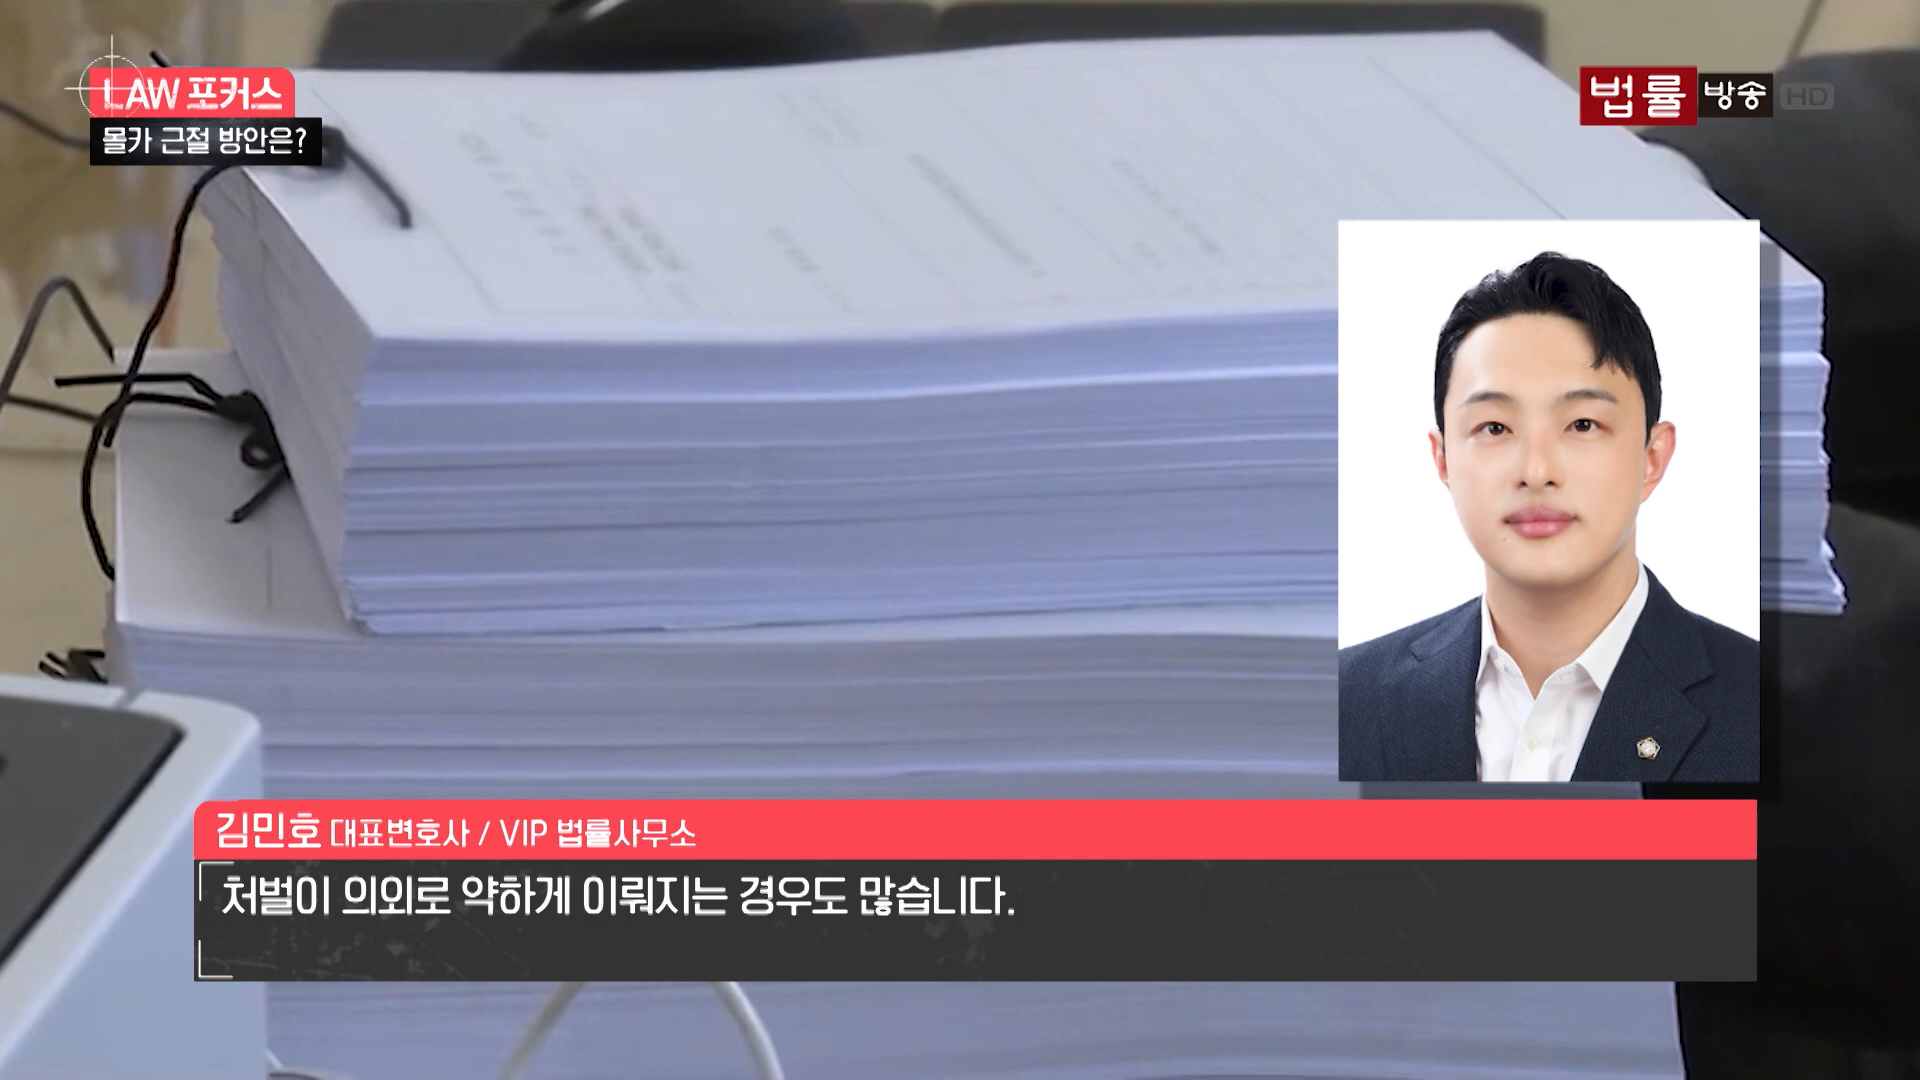 LAW 포커스
몰카 근절 방안은?
법률방송 HD
김민호 대표변호사 / VIP 법률사무소
처벌이 의외로 약하게 이뤄지는 경우도 많습니다.